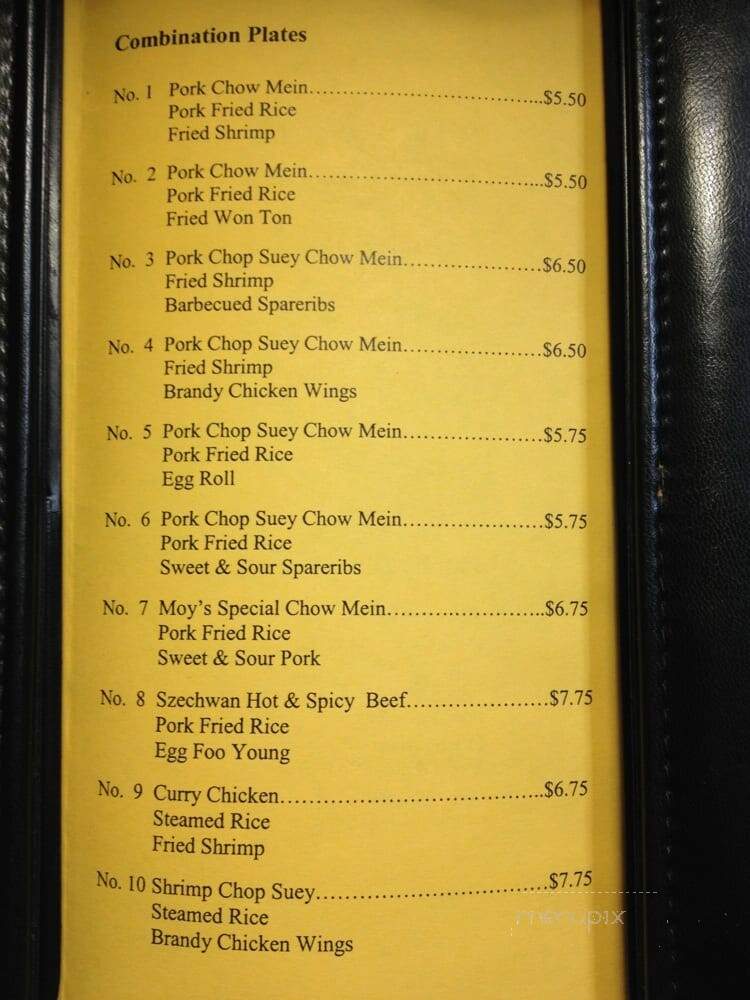 Combination Plates
No. 1 Pork Chow Mein.......................................$5.50
Pork Fried Rice
Fried Shrimp
No. 2 Pork Chow Mein.......................................$5.50
Pork Fried Rice
Fried Won Ton
No. 3 Pork Chop Suey Chow Mein.......................$6.50
Fried Shrimp
Barbecued Spareribs
No. 4 Pork Chop Suey Chow Mein.......................$6.50
Fried Shrimp
Brandy Chicken Wings
No. 5 Pork Chop Suey Chow Mein.......................$5.75
Pork Fried Rice
Egg Roll
No. 6 Pork Chop Suey Chow Mein.......................$5.75
Pork Fried Rice
Sweet & Sour Spareribs
No. 7 Moy's Special Chow Mein..........................$6.75
Pork Fried Rice
Sweet & Sour Pork
No. 8 Szechwan Hot & Spicy Beef.......................$7.75
Pork Fried Rice
Egg Foo Young
No. 9 Curry Chicken...........................................$6.75
Steamed Rice
Fried Shrimp
No. 10 Shrimp Chop Suey......................................$7.75
Steamed Rice
Brandy Chicken Wings
menupix